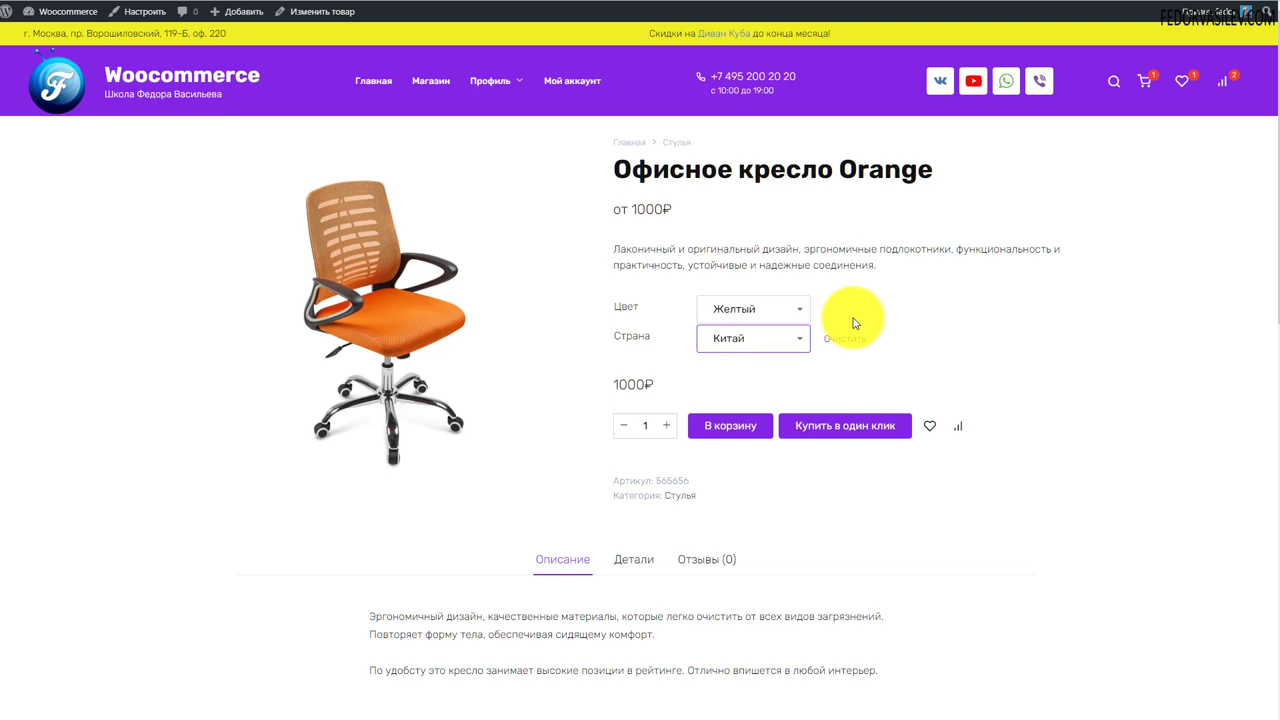 Woocommerce
Настроить
0
Добавить
Изменить товар
FEDORVASILEV.COM
г. Москва, пр. Ворошиловский, 119-Б, оф. 220
Скидки на Диван Куба до конца месяца!
Woocommerce
Школа Федора Васильева
Главная
Магазин
Профиль
Мой аккаунт
+7 495 200 20 20
с 10:00 до 19:00
1
1
2
Главная > Стулья
Офисное кресло Orange
от 1000₽
Лаконичный и оригинальный дизайн, эргономичные подлокотники, функциональность и
практичность, устойчивые и надежные соединения.
Цвет
Желтый
Страна
Китай
Очистить
1000₽
− 1 +
В корзину
Купить в один клик
Артикул: 565656
Категория: Стулья
Описание
Детали
Отзывы (0)
Эргономичный дизайн, качественные материалы, которые легко очистить от всех видов загрязнений.
Повторяет форму тела, обеспечивая сидящему комфорт.
По удобсту это кресло занимает высокие позиции в рейтинге. Отлично впишется в любой интерьер.